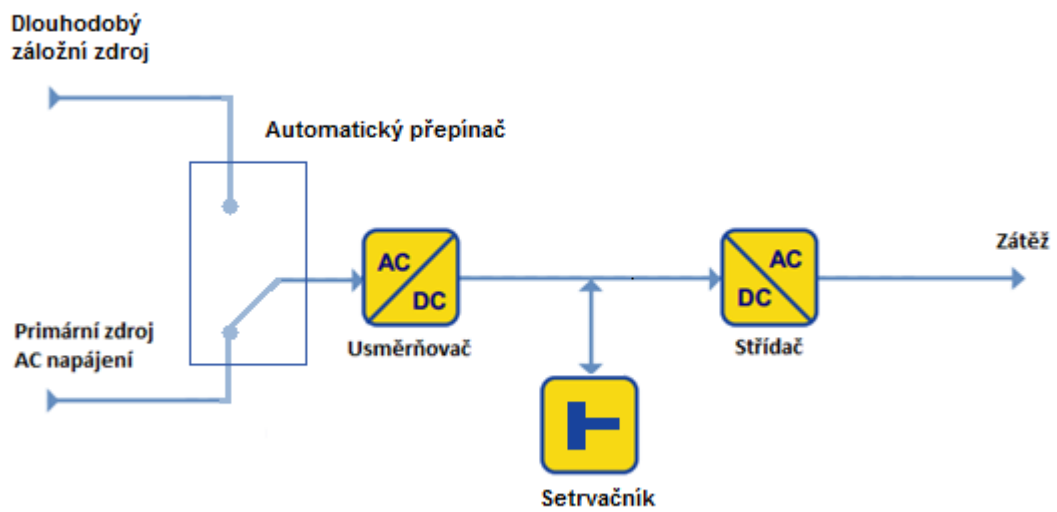 Dlouhodobý
záložní zdroj
Automatický přepínač
Zátěž
AC
DC
AC
DC
Primární zdroj
AC napájení
Usměrňovač
Střídač
Setrvačník